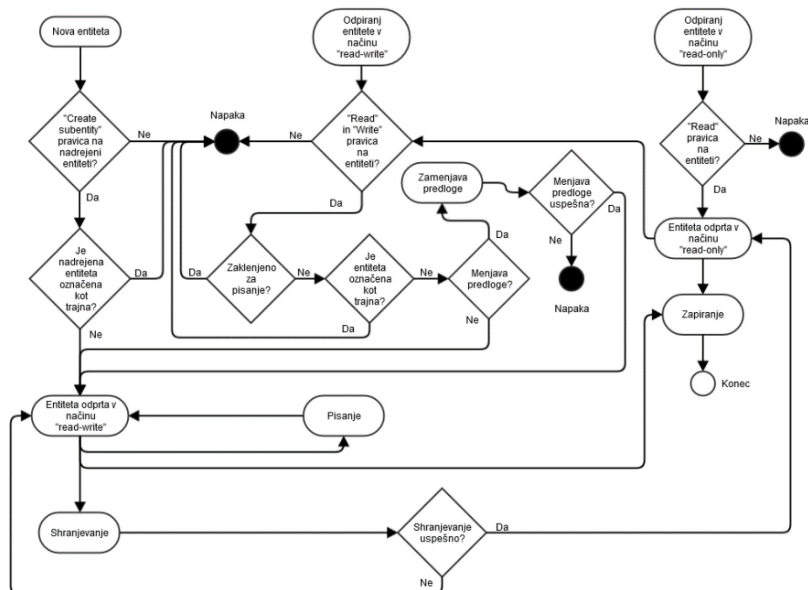 Nova entiteta
Odpiranj
entitete v
načinu
"read-write"
Odpiranj
entitete v
načinu
"read-only"
"Create
subentity"
pravica na
nadrejeni
entiteti?
Ne
Da
Napaka
Ne
"Read"
in "Write"
pravica
na
entiteti?
Da
"Read"
pravica
na
entiteti?
Ne
Da
Napaka
Zamenjava
predloge
Menjava
predloge
uspešna?
Da
Ne
Napaka
Entiteta odprta v
načinu
"read-only"
Je
nadrejena
entiteta
označena
kot
trajna?
Da
Ne
Da
Zaklenjeno
za
pisanje?
Ne
Je
entiteta
označena
kot
trajna?
Da
Ne
Menjava
predloge?
Da
Ne
Zapiranje
Konec
Entiteta odprta v
načinu
"read-write"
Pisanje
Shranjevanje
Shranjevanje
uspešno?
Da
Ne